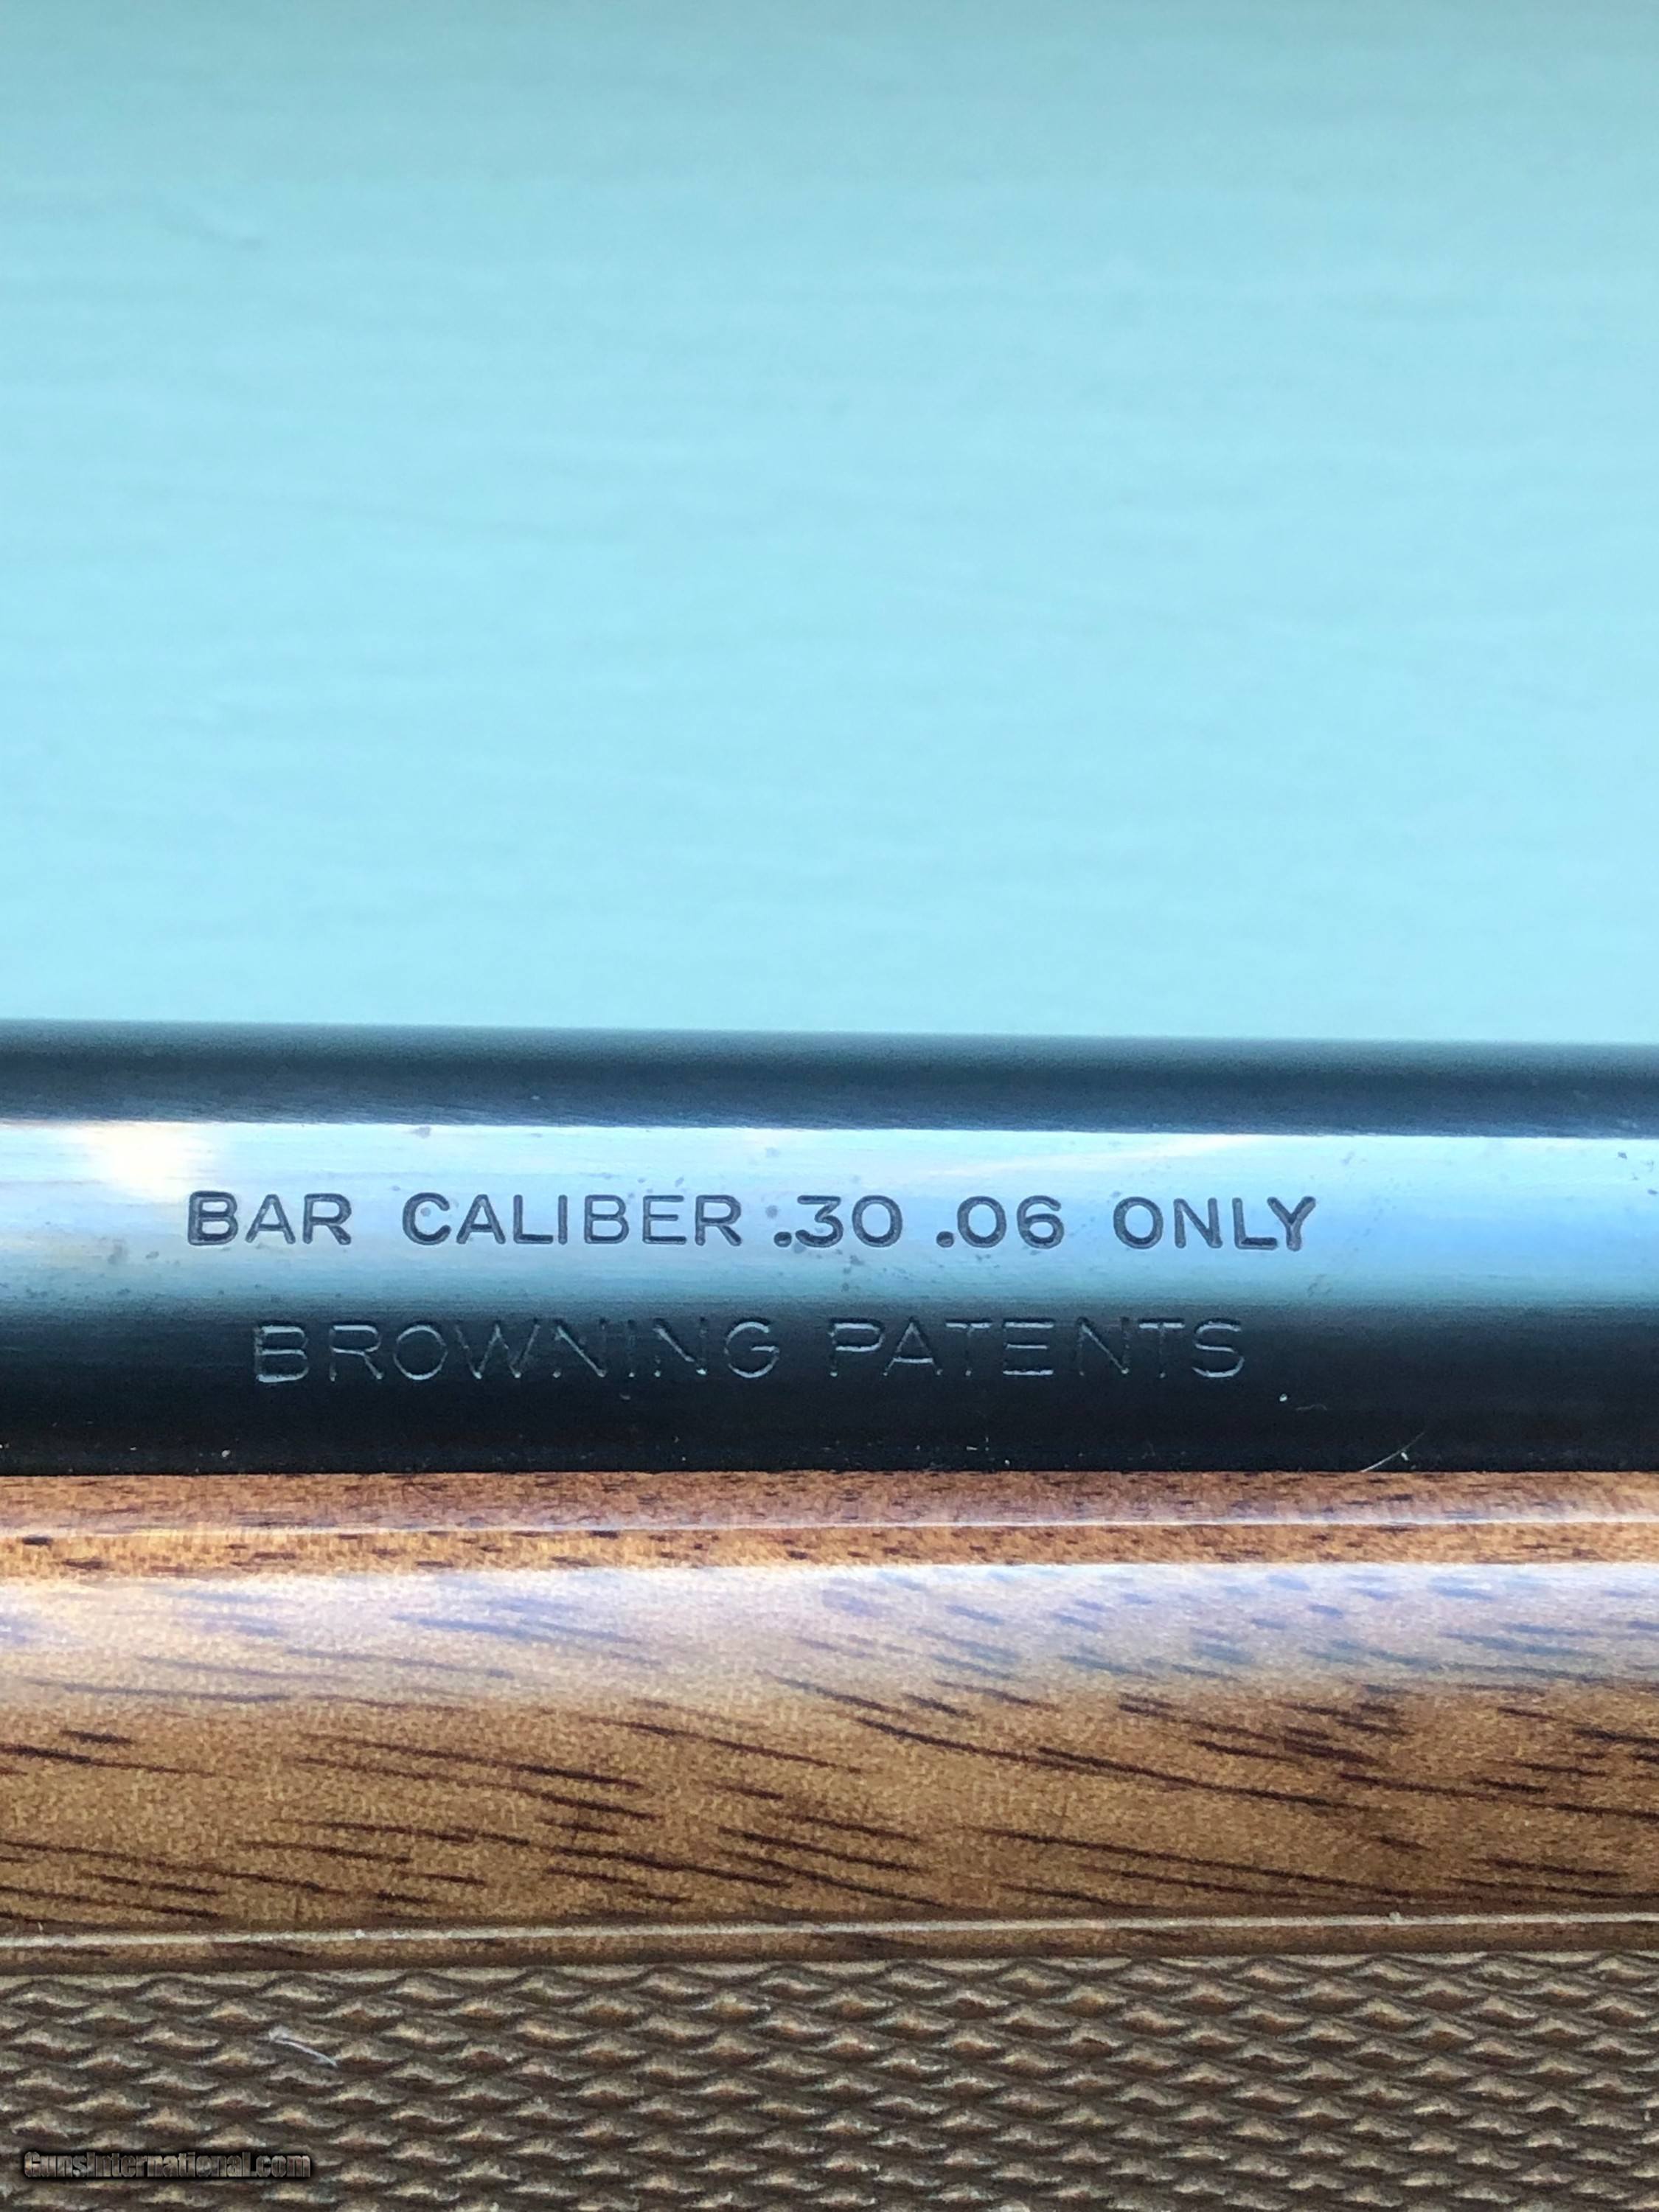 BAR CALIBER .30 .06 ONLY
BROWNING PATENTS
GunsInternational.com